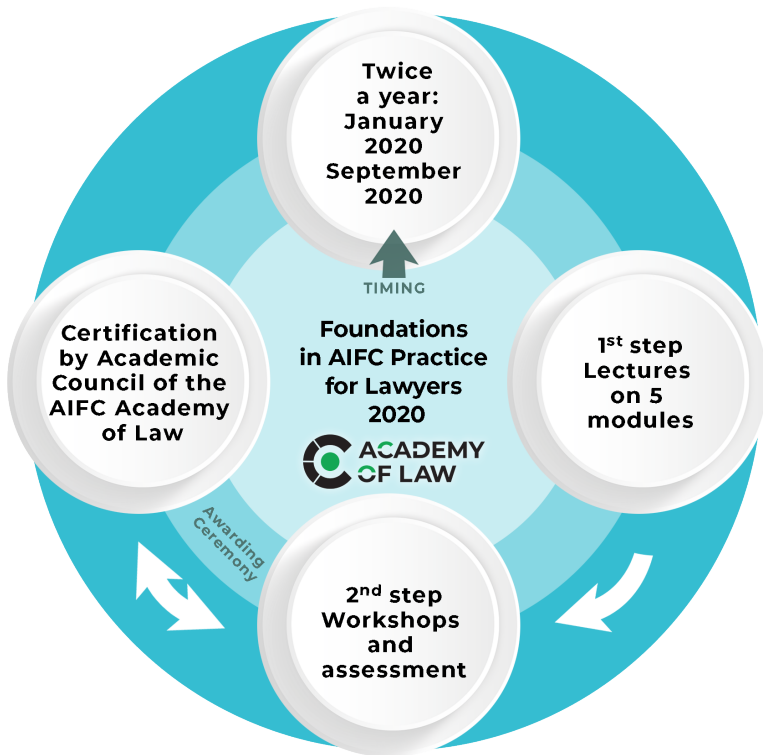 Twice
a year:
January
2020
September
2020
TIMING
Foundations
in AIFC Practice
for Lawyers
2020
ACADEMY
OF LAW
1st step
Lectures
on 5
modules
2nd step
Workshops
and
assessment
Awarding
Ceremony
Certification
by Academic
Council of the
AIFC Academy
of Law